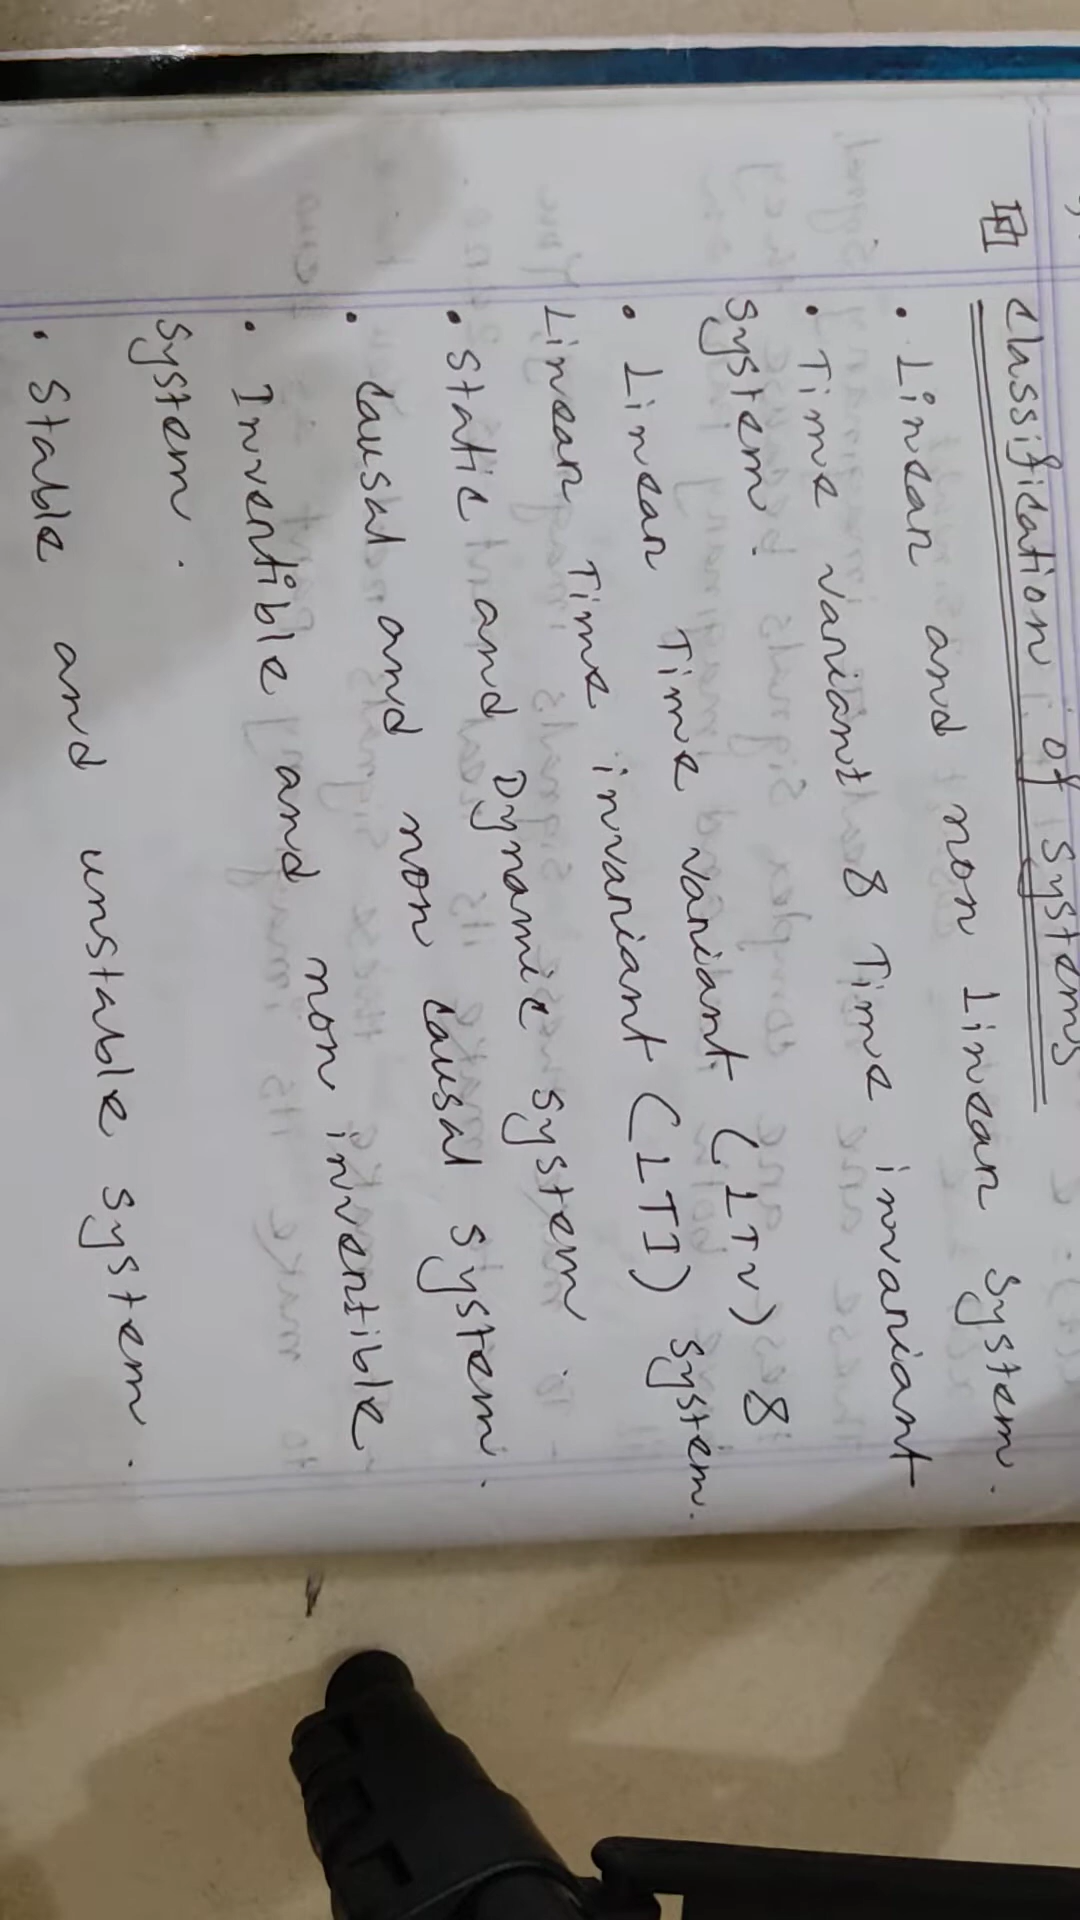 Classification of Systems
• Linear and non Linear System.
• Time variant & Time invariant
System.
• Linear Time variant (LTV) &
Linear Time invariant (LTI) System.
• Static and Dynamic System
• Causal and non causal System.
• Invertible and non invertible
System.
• Stable and unstable System.